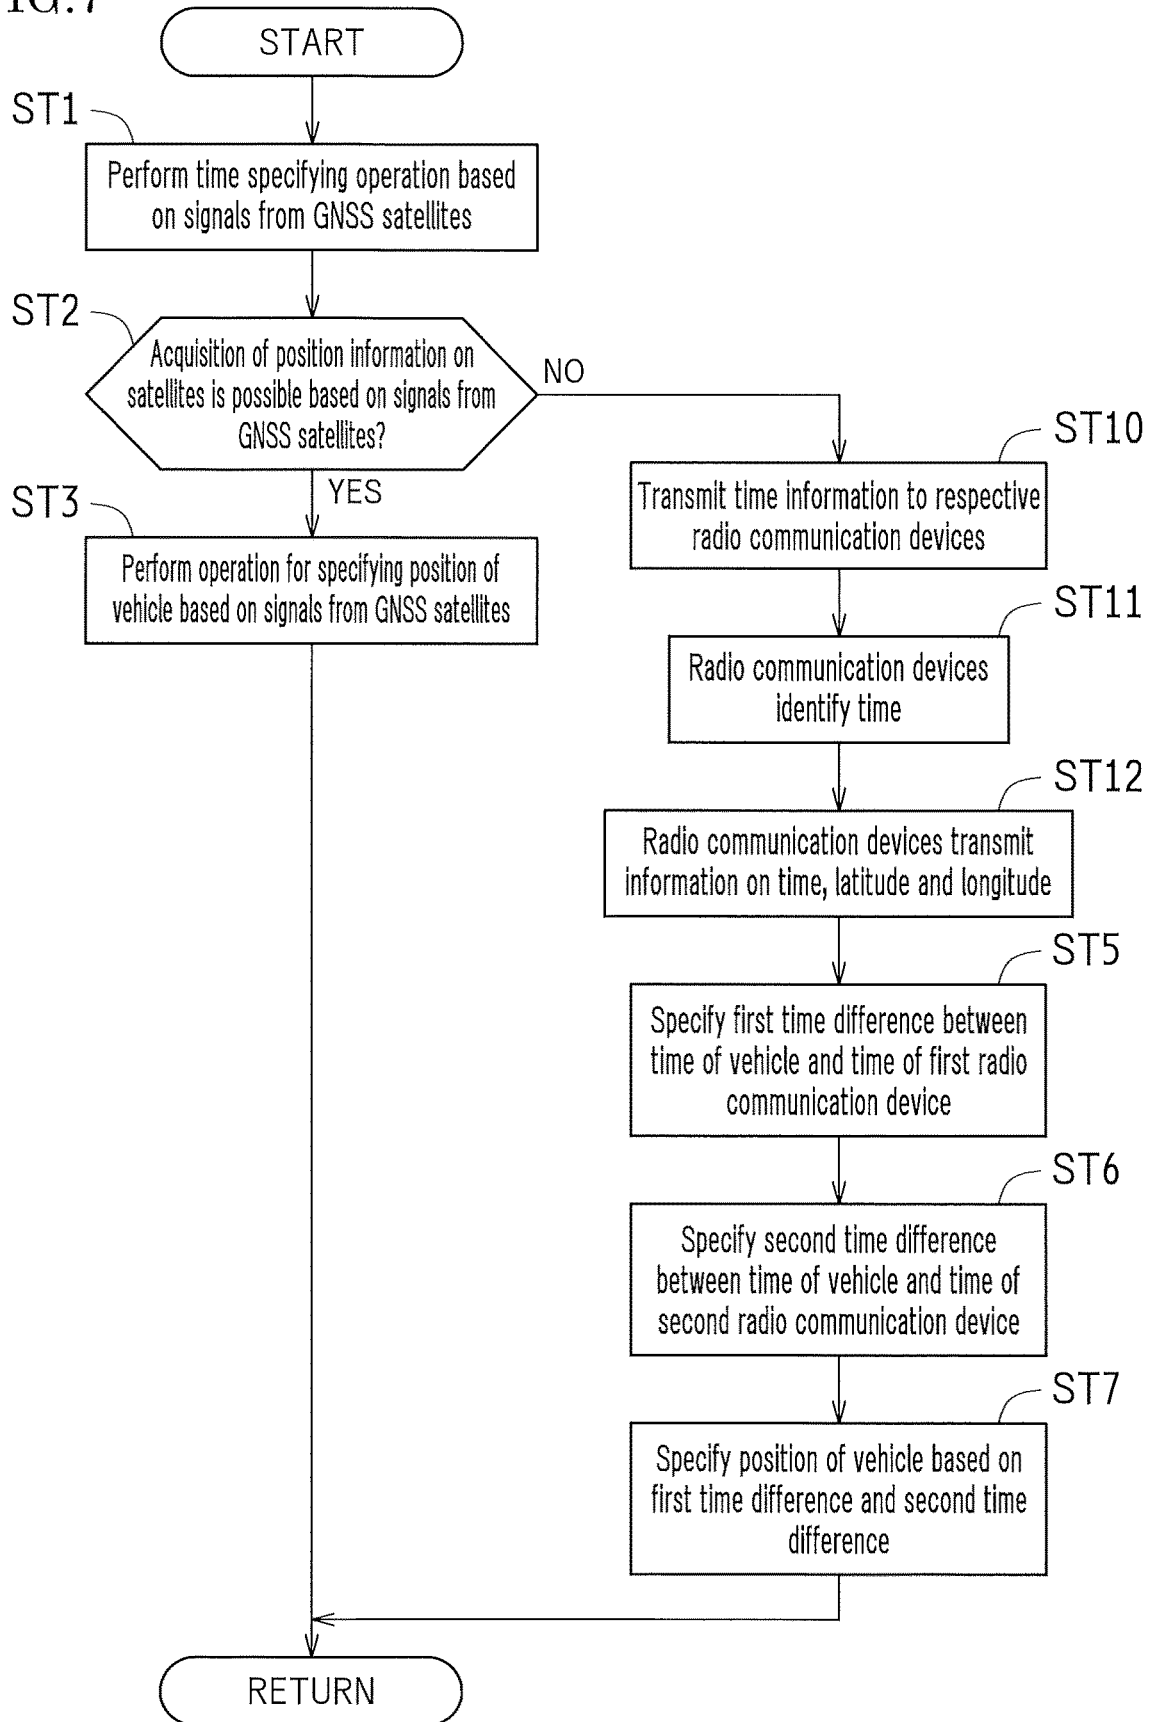 IG.7
START
ST1
Perform time specifying operation based
on signals from GNSS satellites
ST2
Acquisition of position information on
satellites is possible based on signals from
GNSS satellites?
NO
YES
ST3
Perform operation for specifying position of
vehicle based on signals from GNSS satellites
ST10
Transmit time information to respective
radio communication devices
ST11
Radio communication devices
identify time
ST12
Radio communication devices transmit
information on time, latitude and longitude
ST5
Specify first time difference between
time of vehicle and time of first radio
communication device
ST6
Specify second time difference
between time of vehicle and time of
second radio communication device
ST7
Specify position of vehicle based on
first time difference and second time
difference
RETURN